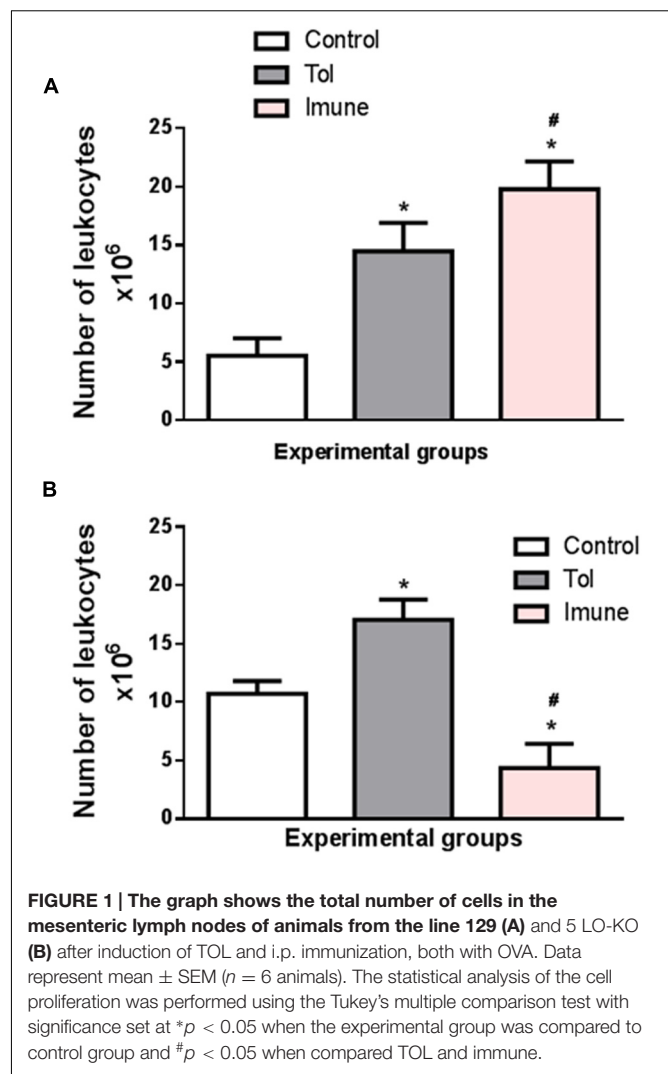 Control
Tol
Imune
A
#
*
*
25
20
15
10
5
0
Number of leukocytes
x10⁶
Experimental groups
B
Control
Tol
Imune
*
#
*
25
20
15
10
5
0
Number of leukocytes
x10⁶
Experimental groups
FIGURE 1 | The graph shows the total number of cells in the
mesenteric lymph nodes of animals from the line 129 (A) and 5 LO-KO
(B) after induction of TOL and i.p. immunization, both with OVA. Data
represent mean ± SEM (n = 6 animals). The statistical analysis of the cell
proliferation was performed using the Tukey's multiple comparison test with
significance set at *p < 0.05 when the experimental group was compared to
control group and #p < 0.05 when compared TOL and immune.